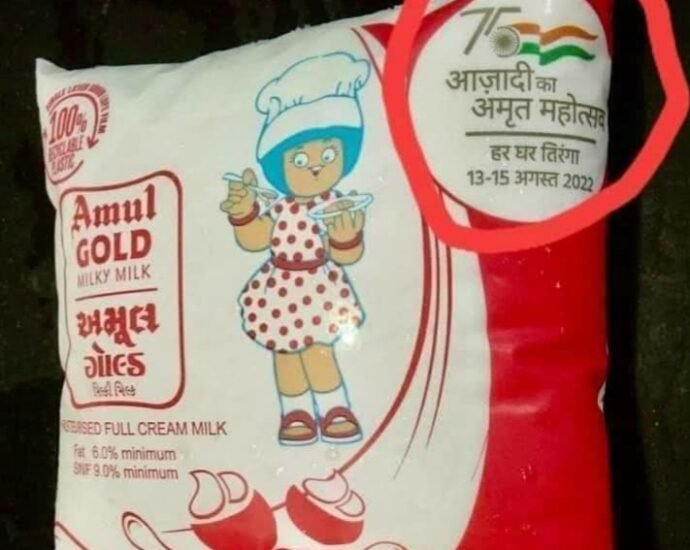 75
आज़ादी का
अमृत महोत्सव
हर घर तिरंगा
13-15 अगस्त 2022
100%
RECYCLABLE
PLASTIC
Amul
GOLD
MILKY MILK
અમૂલ
ગોલ્ડ
મિલ્કી મિલ્ક
FULL CREAM MILK
Fat 6.0% minimum
SNF 9.0% minimum